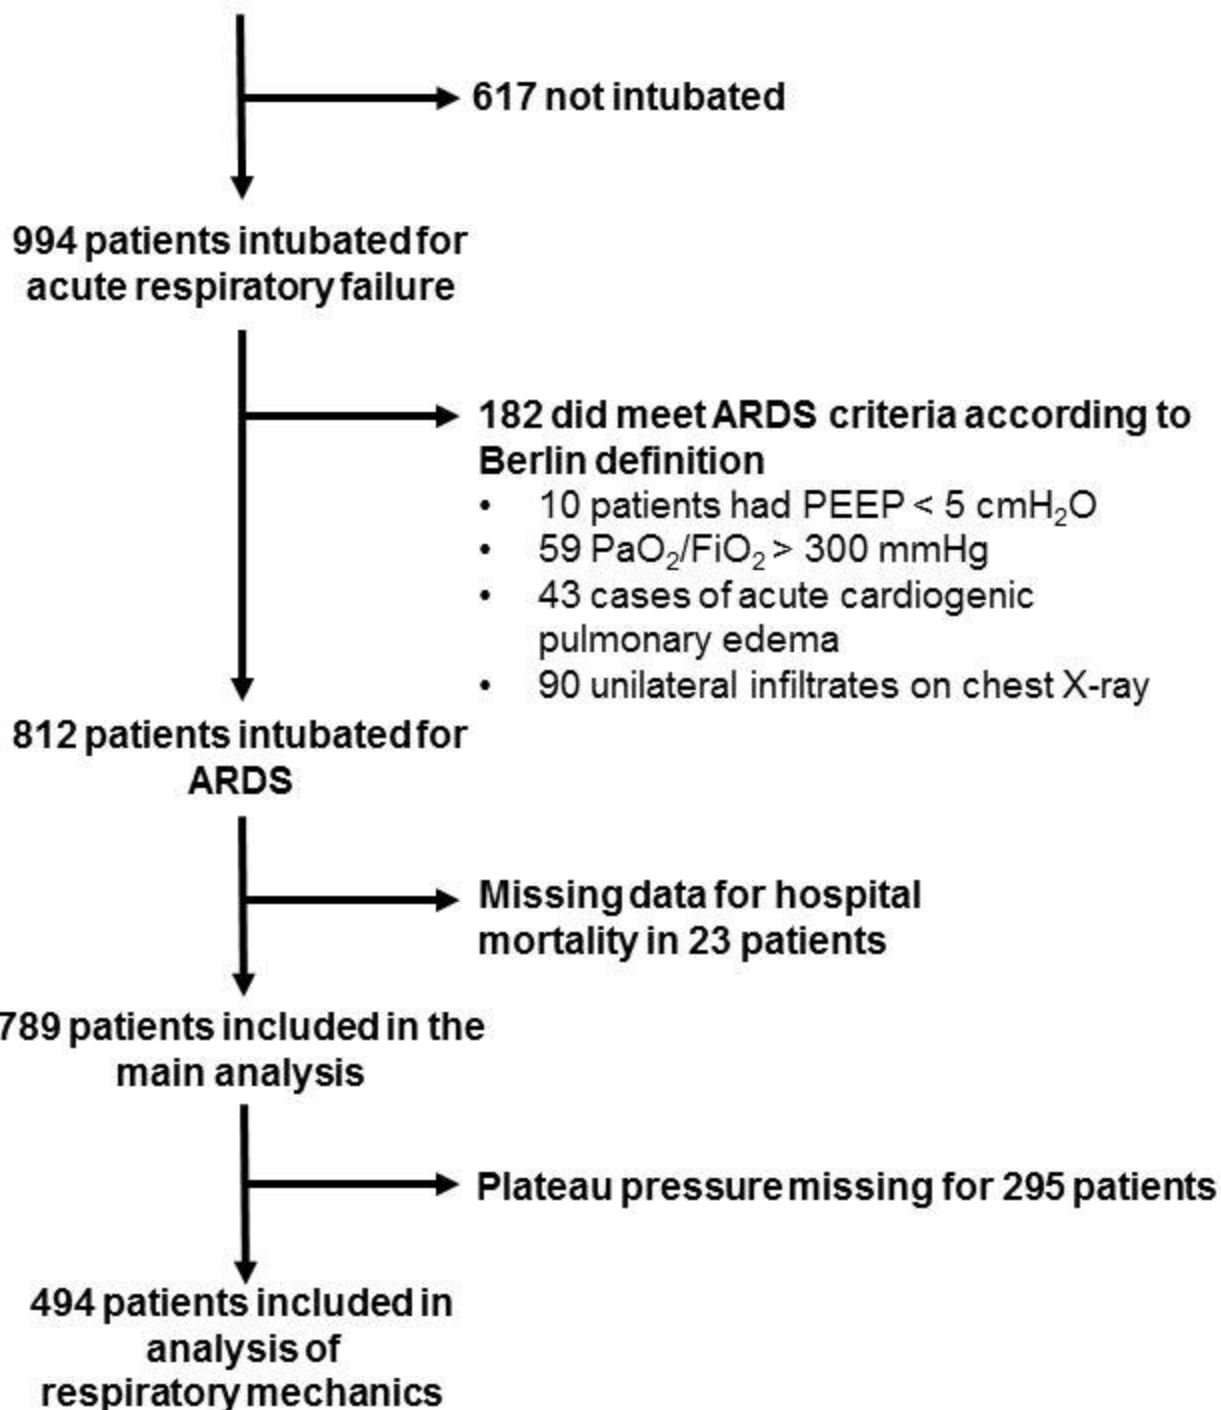 617 not intubated
994 patients intubated for
acute respiratory failure
182 did meet ARDS criteria according to
Berlin definition
• 10 patients had PEEP < 5 cmH₂O
• 59 PaO₂/FiO₂ > 300 mmHg
• 43 cases of acute cardiogenic
pulmonary edema
• 90 unilateral infiltrates on chest X-ray
812 patients intubated for
ARDS
Missing data for hospital
mortality in 23 patients
789 patients included in the
main analysis
Plateau pressure missing for 295 patients
494 patients included in
analysis of
respiratory mechanics